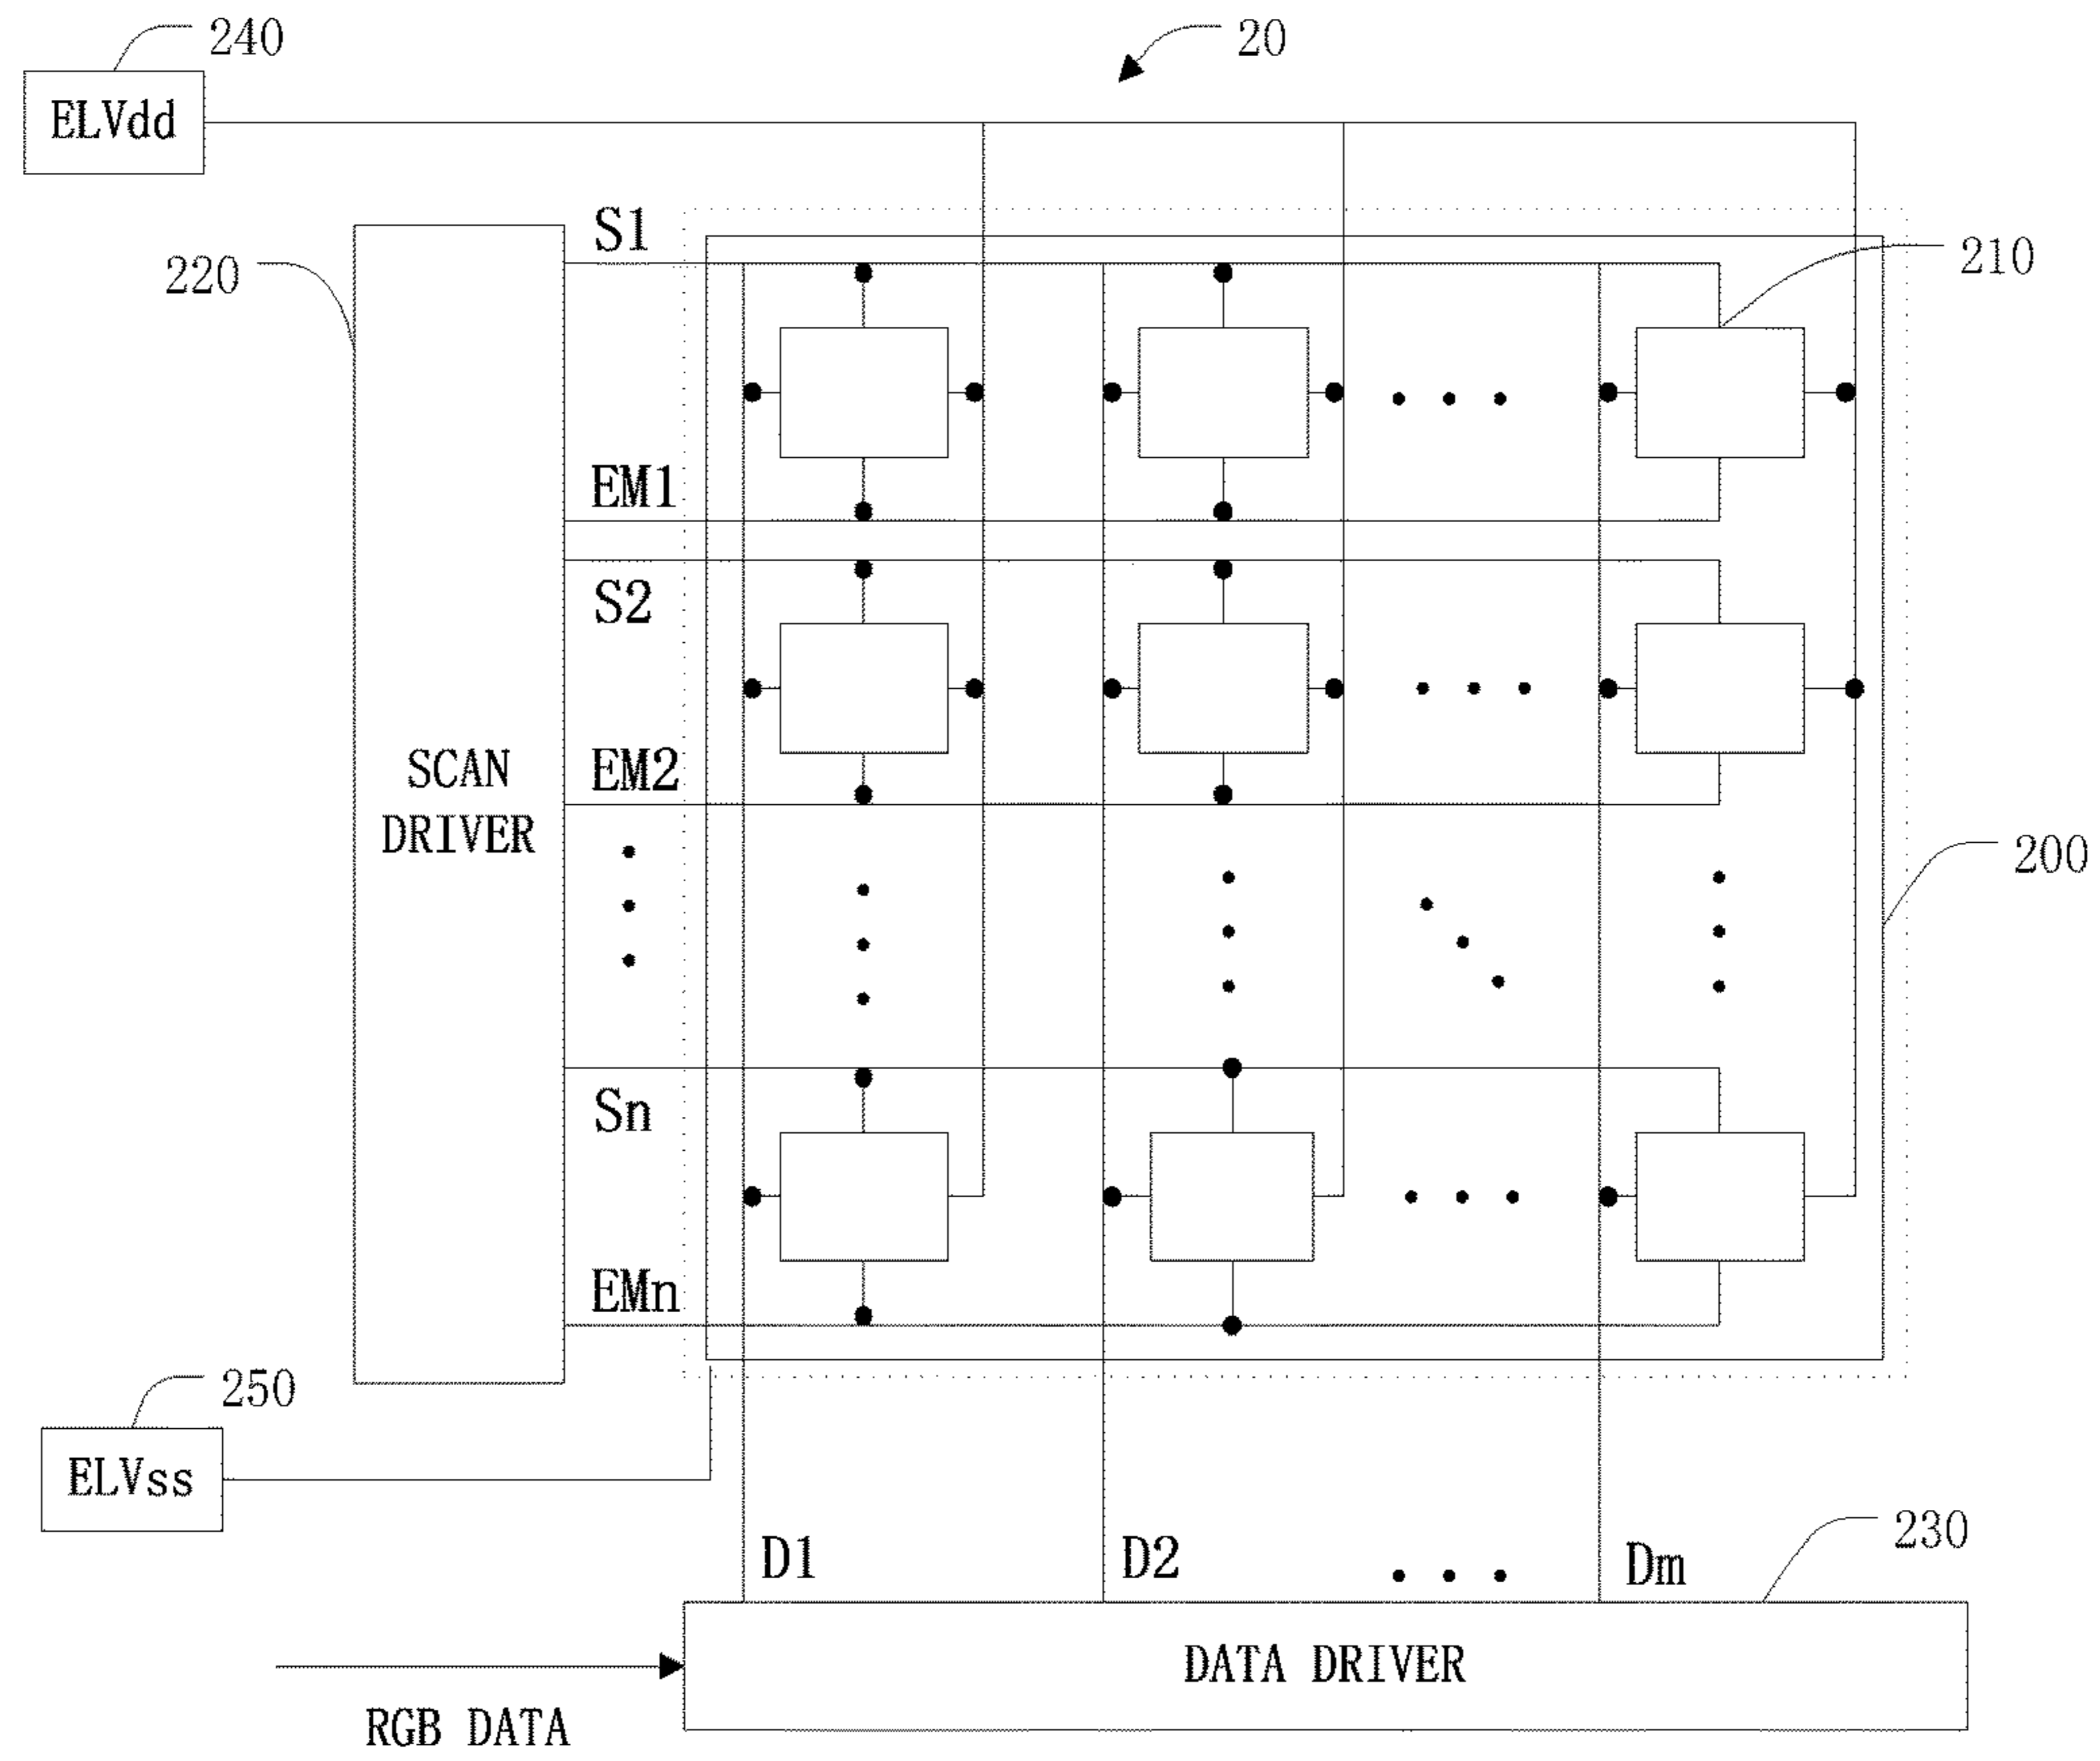 240
20
ELVdd
S1
220
210
EM1
S2
EM2
SCAN
DRIVER
200
Sn
EMn
250
ELVss
230
D1
D2
Dm
DATA DRIVER
RGB DATA